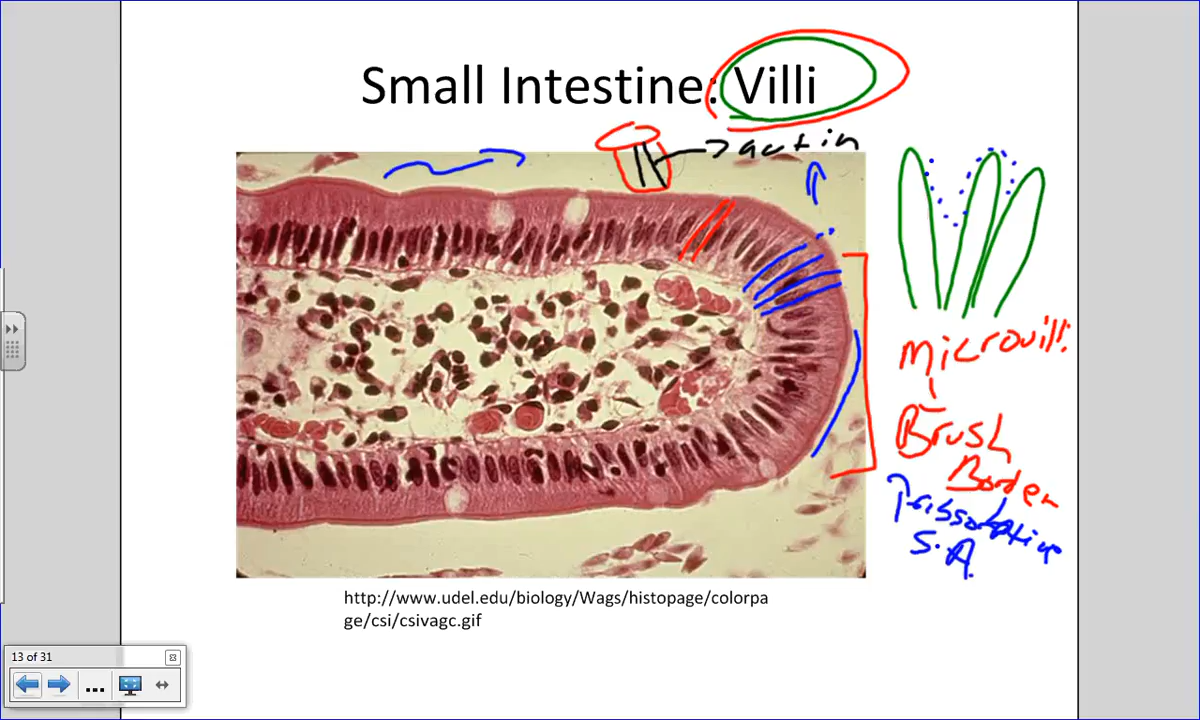 Small Intestine: Villi
actin
microvilli
Brush
Border
S.A.
http://www.udel.edu/biology/Wags/histopage/colorpa
ge/csi/csivagc.gif
13 of 31
...